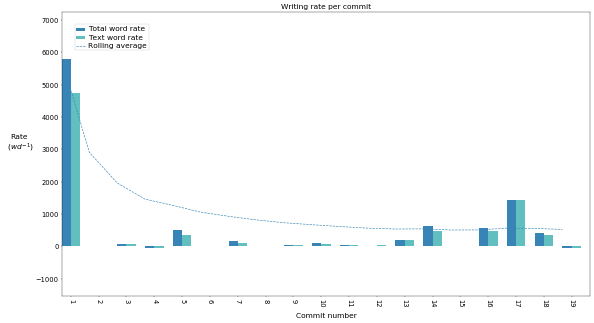 Writing rate per commit
7000
6000
5000
4000
3000
2000
1000
0
−1000
Rate
(wd⁻¹)
Total word rate
Text word rate
Rolling average
1 2 3 4 5 6 7 8 9 10 11 12 13 14 15 16 17 18 19
Commit number